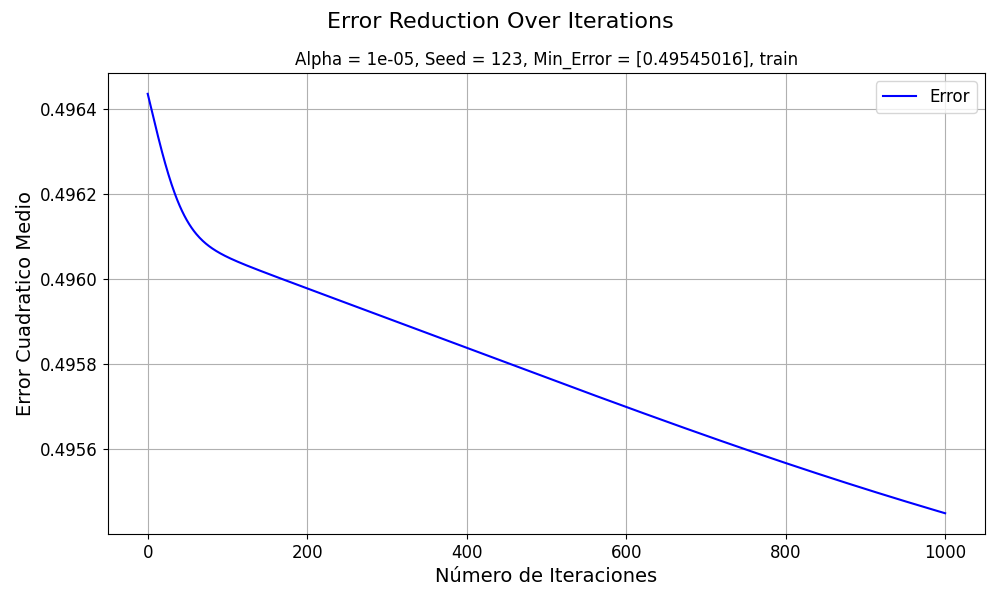 Error Reduction Over Iterations
Alpha = 1e-05, Seed = 123, Min_Error = [0.49545016], train
Error
Error Cuadratico Medio
0.4964
0.4962
0.4960
0.4958
0.4956
0 200 400 600 800 1000
Número de Iteraciones